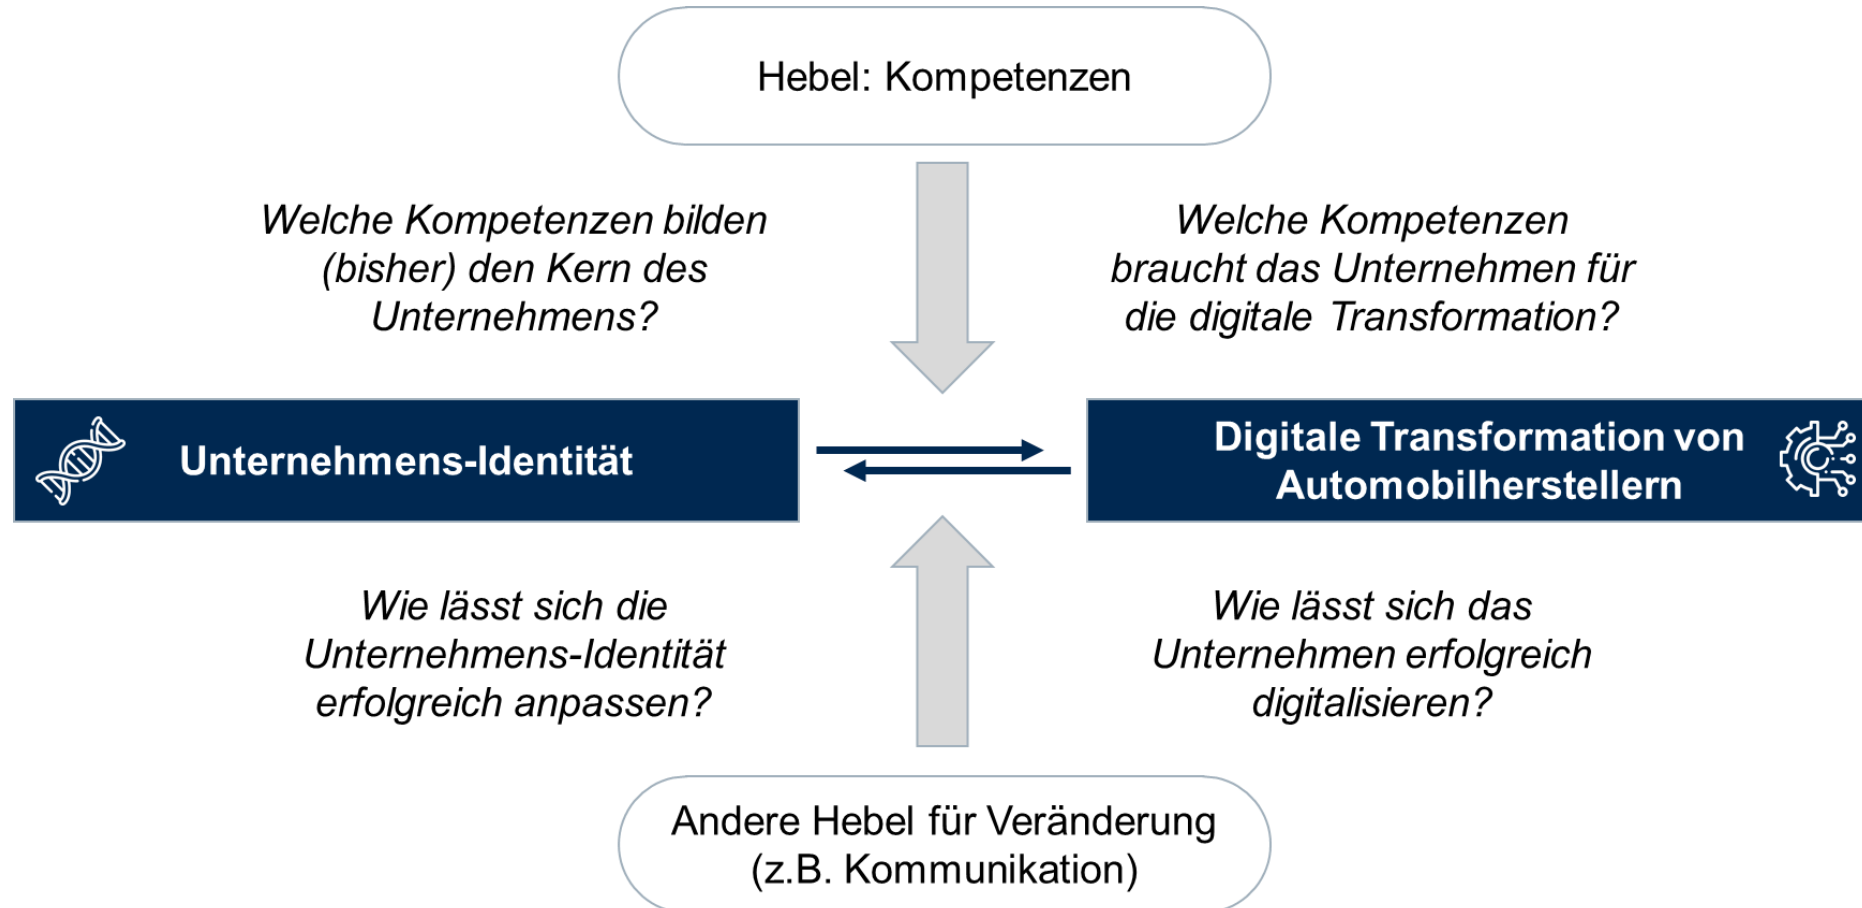 Hebel: Kompetenzen
Welche Kompetenzen bilden
(bisher) den Kern des
Unternehmens?
Welche Kompetenzen
braucht das Unternehmen für
die digitale Transformation?
Unternehmens-Identität
Digitale Transformation von
Automobilherstellern
Wie lässt sich die
Unternehmens-Identität
erfolgreich anpassen?
Wie lässt sich das
Unternehmen erfolgreich
digitalisieren?
Andere Hebel für Veränderung
(z.B. Kommunikation)